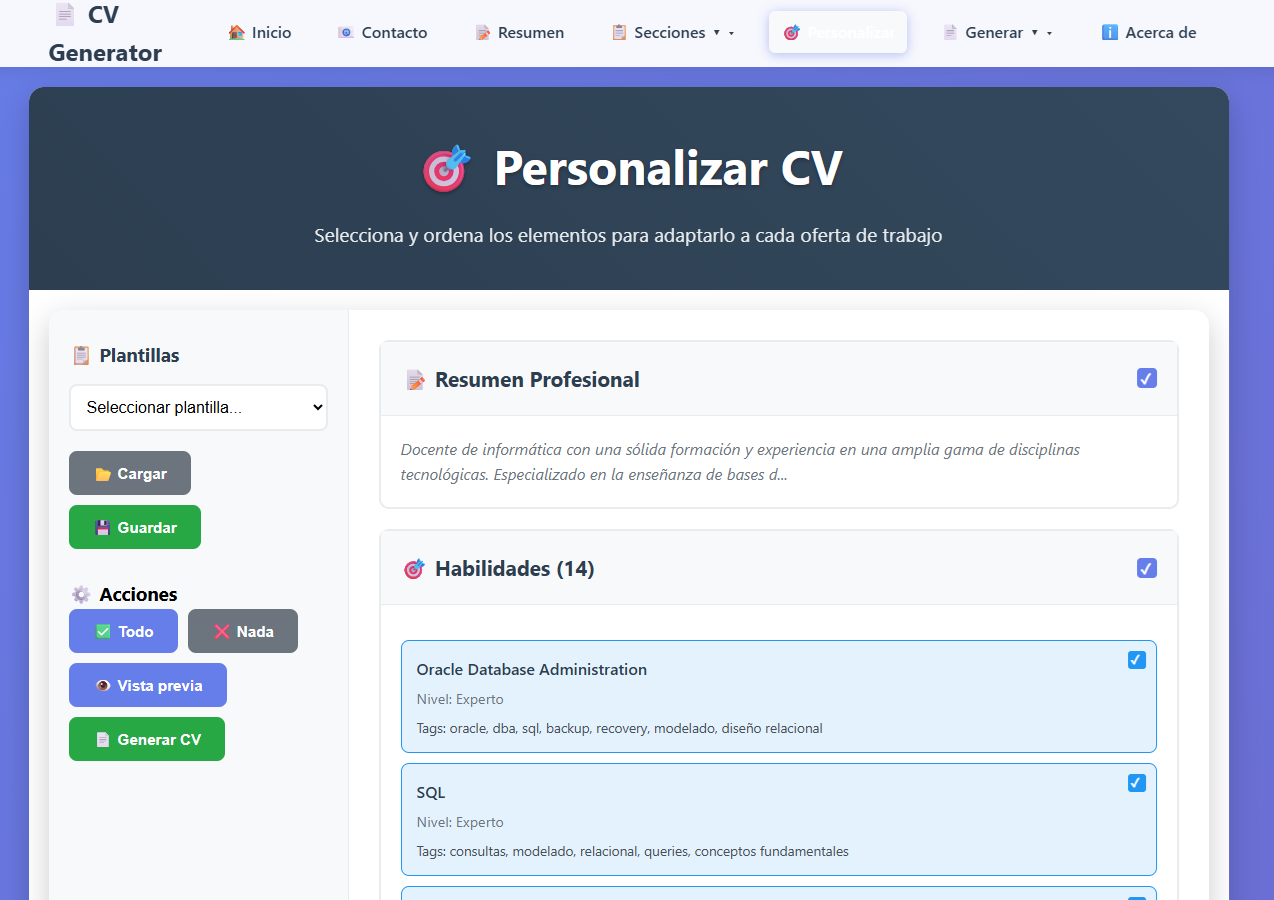 CV
Generator
Inicio
Contacto
Resumen
Secciones
Personalizar
Generar
Acerca de
Personalizar CV
Selecciona y ordena los elementos para adaptarlo a cada oferta de trabajo
Plantillas
Seleccionar plantilla...
Cargar
Guardar
Acciones
Todo
Nada
Vista previa
Generar CV
Resumen Profesional
Docente de informática con una sólida formación y experiencia en una amplia gama de disciplinas
tecnológicas. Especializado en la enseñanza de bases d...
Habilidades (14)
Oracle Database Administration
Nivel: Experto
Tags: oracle, dba, sql, backup, recovery, modelado, diseño relacional
SQL
Nivel: Experto
Tags: consultas, modelado, relacional, queries, conceptos fundamentales